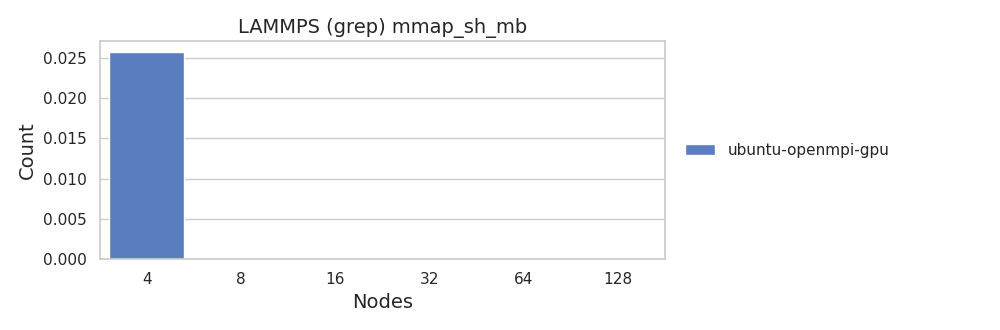 LAMMPS (grep) mmap_sh_mb
0.025
0.020
0.015
0.010
0.005
0.000
Count
4 8 16 32 64 128
Nodes
ubuntu-openmpi-gpu